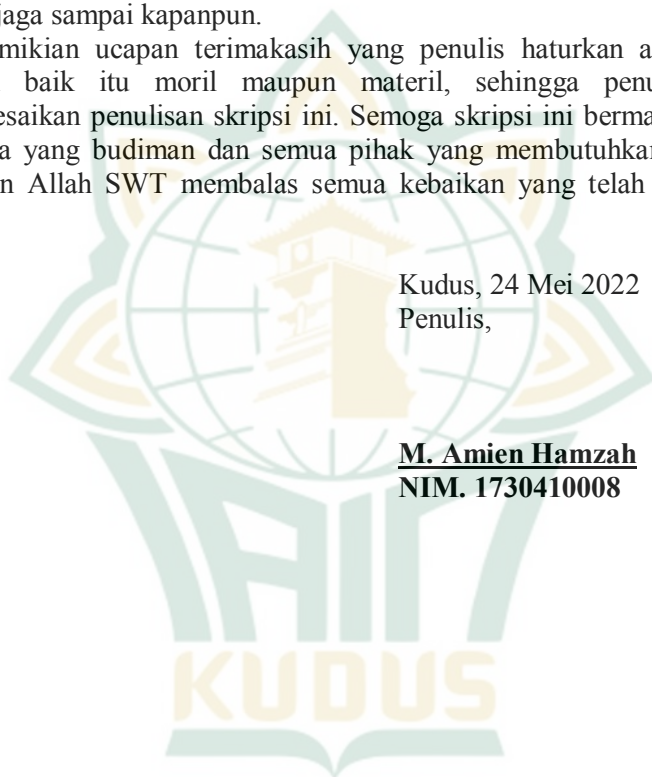 jaga sampai kapanpun.
mikian ucapan terimakasih yang penulis haturkan a
baik itu moril maupun materil, sehingga penu
esaikan penulisan skripsi ini. Semoga skripsi ini berma
a yang budiman dan semua pihak yang membutuhkan
n Allah SWT membalas semua kebaikan yang telah
Kudus, 24 Mei 2022
Penulis,
M. Amien Hamzah
NIM. 1730410008
IAIN
KUDUS